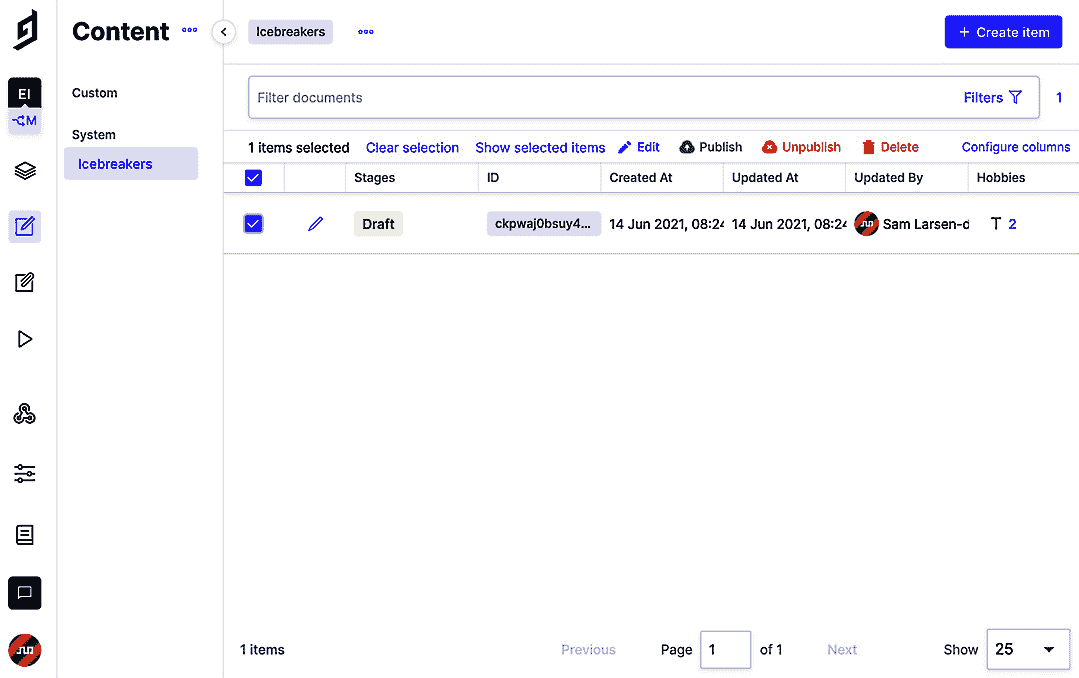 Content
Icebreakers
+ Create item
EI
M
Custom
System
Icebreakers
Filter documents
Filters
1
1 items selected
Clear selection
Show selected items
Edit
Publish
Unpublish
Delete
Configure columns
Stages
ID
Created At
Updated At
Updated By
Hobbies
Draft
ckpwaj0bsuy4...
14 Jun 2021, 08:24
14 Jun 2021, 08:24
Sam Larsen-d
T 2
1 items
Previous
Page
1
of 1
Next
Show
25